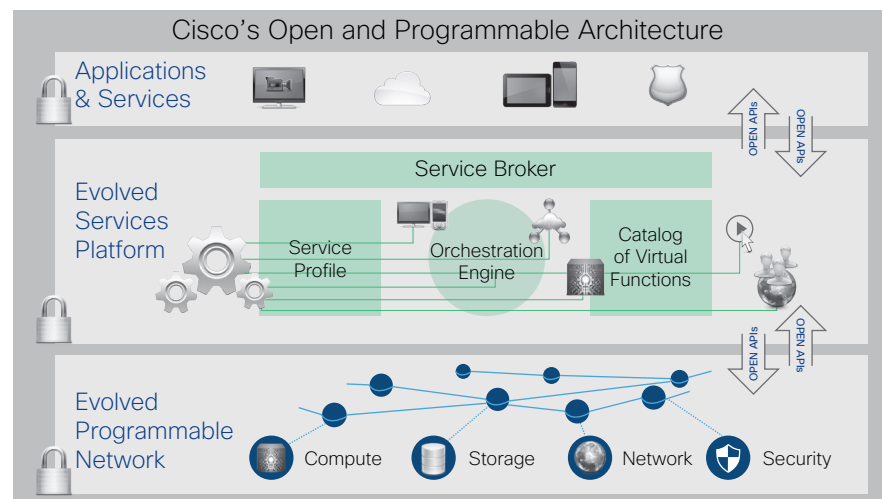 Cisco’s Open and Programmable Architecture
Applications
& Services
OPEN APIs
OPEN APIs
Service Broker
Evolved
Services
Platform
Service
Profile
Orchestration
Engine
Catalog
of Virtual
Functions
OPEN APIs
OPEN APIs
Evolved
Programmable
Network
Compute
Storage
Network
Security